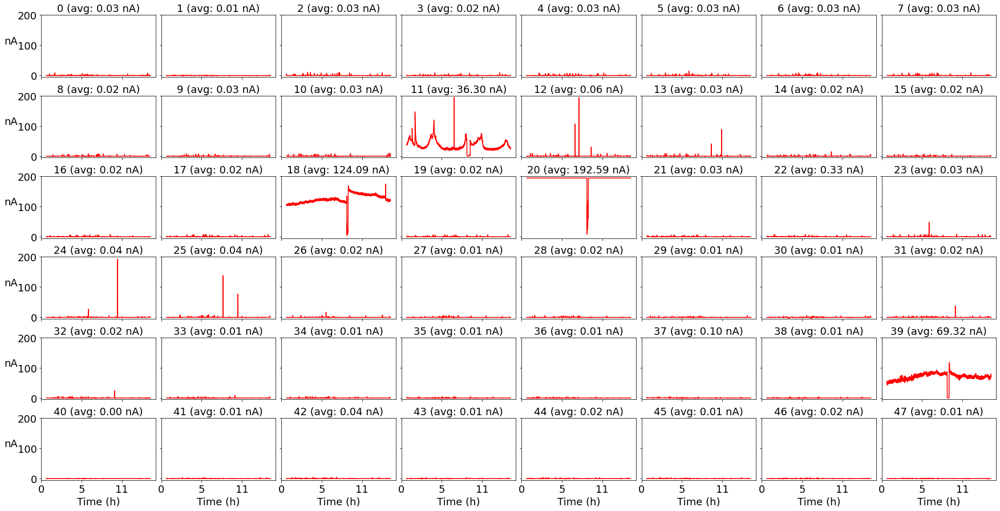 0 (avg: 0.03 nA) 1 (avg: 0.01 nA) 2 (avg: 0.03 nA) 3 (avg: 0.02 nA) 4 (avg: 0.03 nA) 5 (avg: 0.03 nA) 6 (avg: 0.03 nA) 7 (avg: 0.03 nA)
200
nA 100
0
8 (avg: 0.02 nA) 9 (avg: 0.03 nA) 10 (avg: 0.03 nA) 11 (avg: 36.30 nA) 12 (avg: 0.06 nA) 13 (avg: 0.03 nA) 14 (avg: 0.02 nA) 15 (avg: 0.02 nA)
200
nA 100
0
16 (avg: 0.02 nA) 17 (avg: 0.02 nA) 18 (avg: 124.09 nA) 19 (avg: 0.02 nA) 20 (avg: 192.59 nA) 21 (avg: 0.03 nA) 22 (avg: 0.33 nA) 23 (avg: 0.03 nA)
200
nA 100
0
24 (avg: 0.04 nA) 25 (avg: 0.04 nA) 26 (avg: 0.02 nA) 27 (avg: 0.01 nA) 28 (avg: 0.02 nA) 29 (avg: 0.01 nA) 30 (avg: 0.01 nA) 31 (avg: 0.02 nA)
200
nA 100
0
32 (avg: 0.02 nA) 33 (avg: 0.01 nA) 34 (avg: 0.01 nA) 35 (avg: 0.01 nA) 36 (avg: 0.01 nA) 37 (avg: 0.10 nA) 38 (avg: 0.01 nA) 39 (avg: 69.32 nA)
200
nA 100
0
40 (avg: 0.00 nA) 41 (avg: 0.01 nA) 42 (avg: 0.04 nA) 43 (avg: 0.01 nA) 44 (avg: 0.02 nA) 45 (avg: 0.01 nA) 46 (avg: 0.02 nA) 47 (avg: 0.01 nA)
200
nA 100
0
0 5 11 0 5 11 0 5 11 0 5 11 0 5 11 0 5 11 0 5 11 0 5 11
Time (h) Time (h) Time (h) Time (h) Time (h) Time (h) Time (h) Time (h)